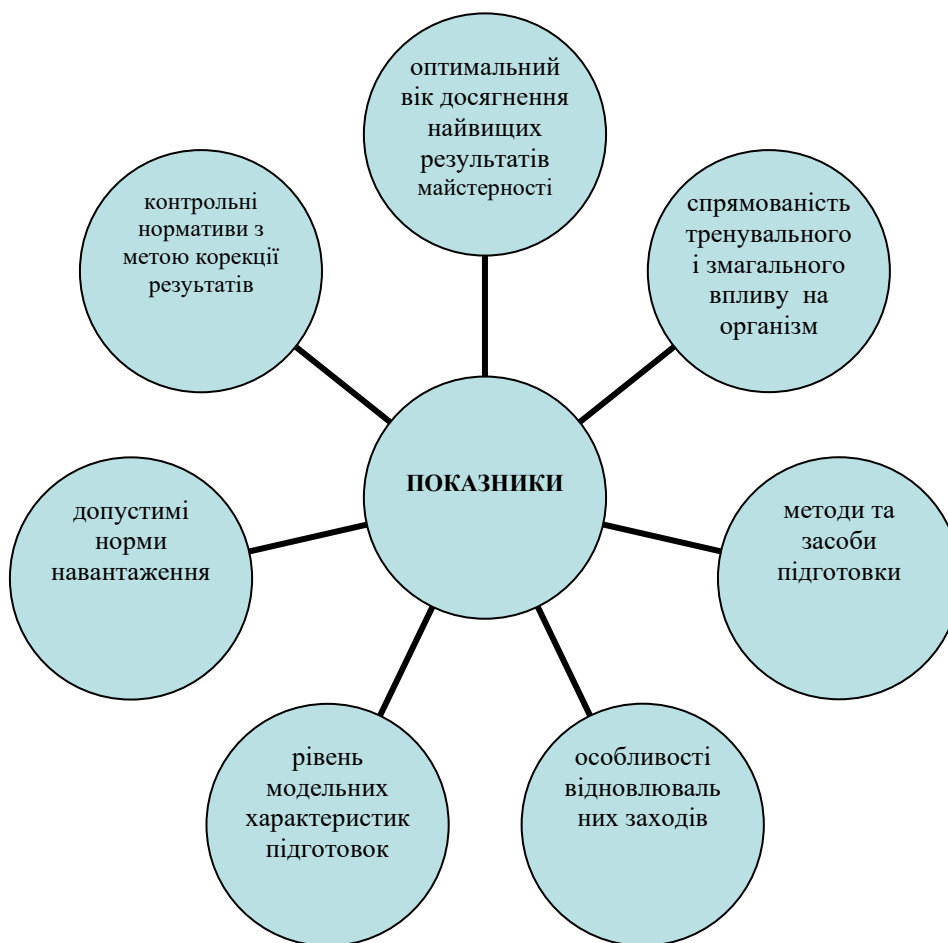 оптимальний
вік досягнення
найвищих
результатів
майстерності
спрямованість
тренувального
і змагального
впливу на
організм
контрольні
нормативи з
метою корекції
резуьтатів
ПОКАЗНИКИ
допустимі
норми
навантаження
методи та
засоби
підготовки
рівень
модельних
характеристик
підготовок
особливості
відновлюваль
них заходів